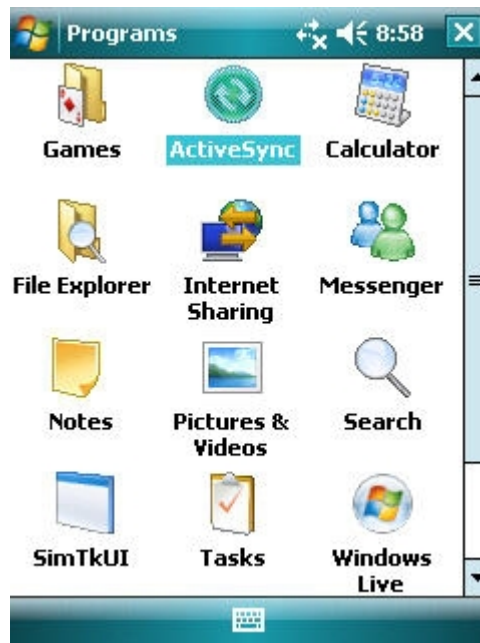 Programs 8:58
Games ActiveSync Calculator
File Explorer Internet Sharing Messenger
Notes Pictures & Videos Search
SimTkUI Tasks Windows Live